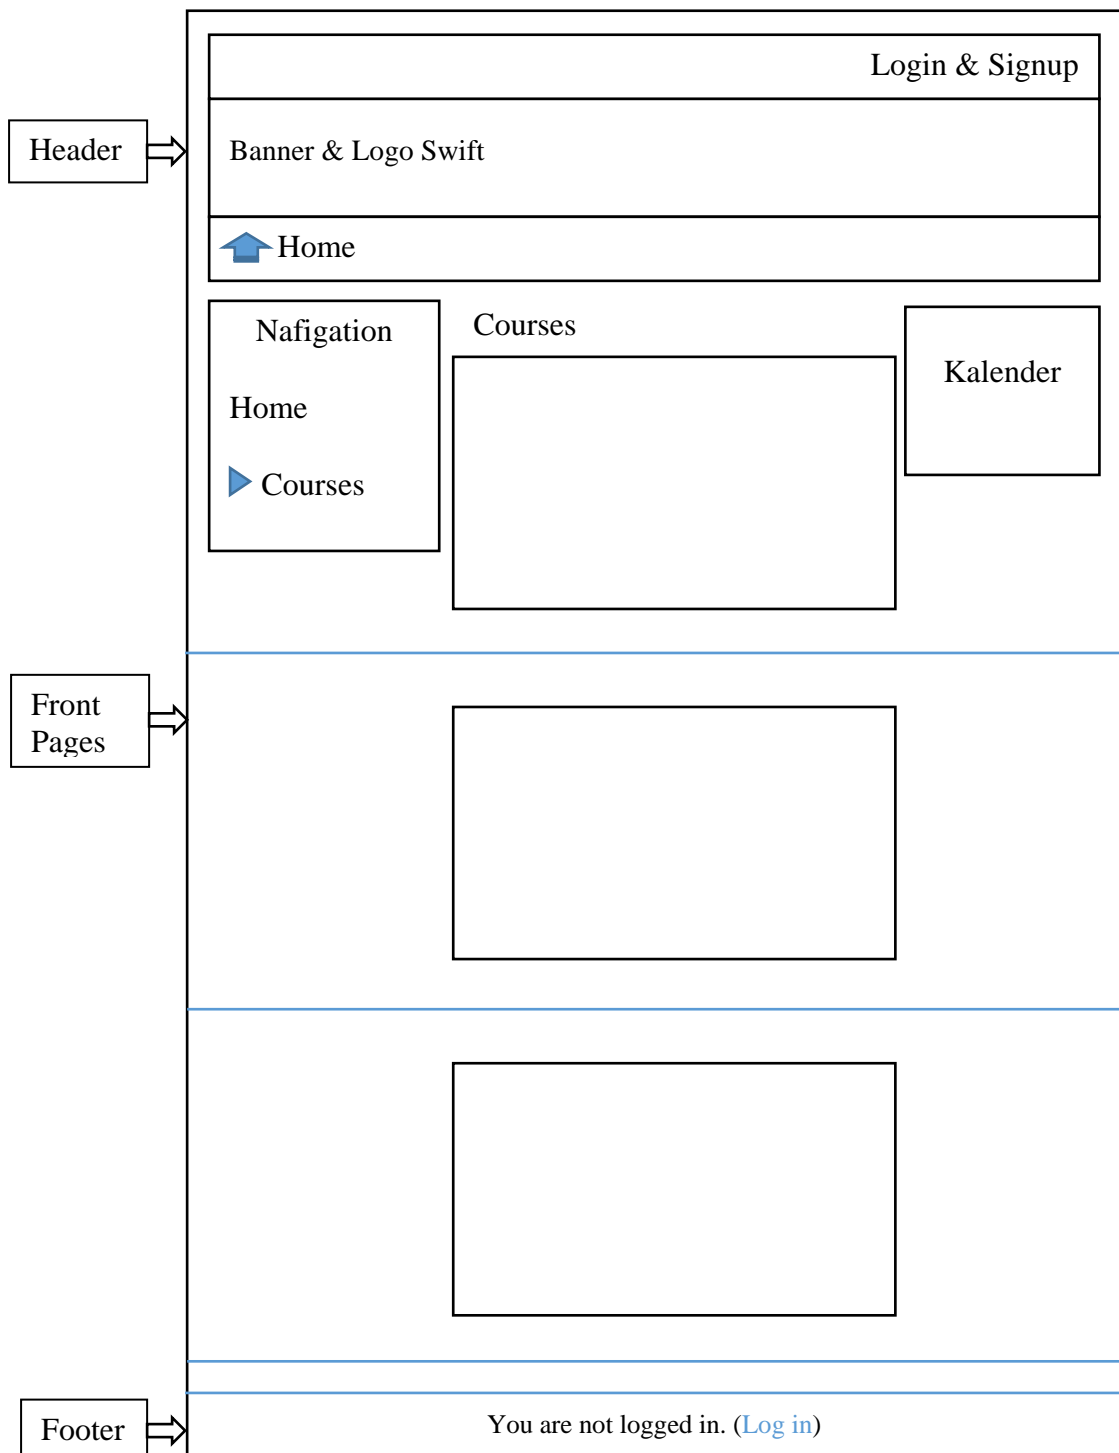 Login & Signup
Header
Banner & Logo Swift
Home
Nafigation
Home
Courses
Courses
Kalender
Front
Pages
Footer
You are not logged in. (Log in)